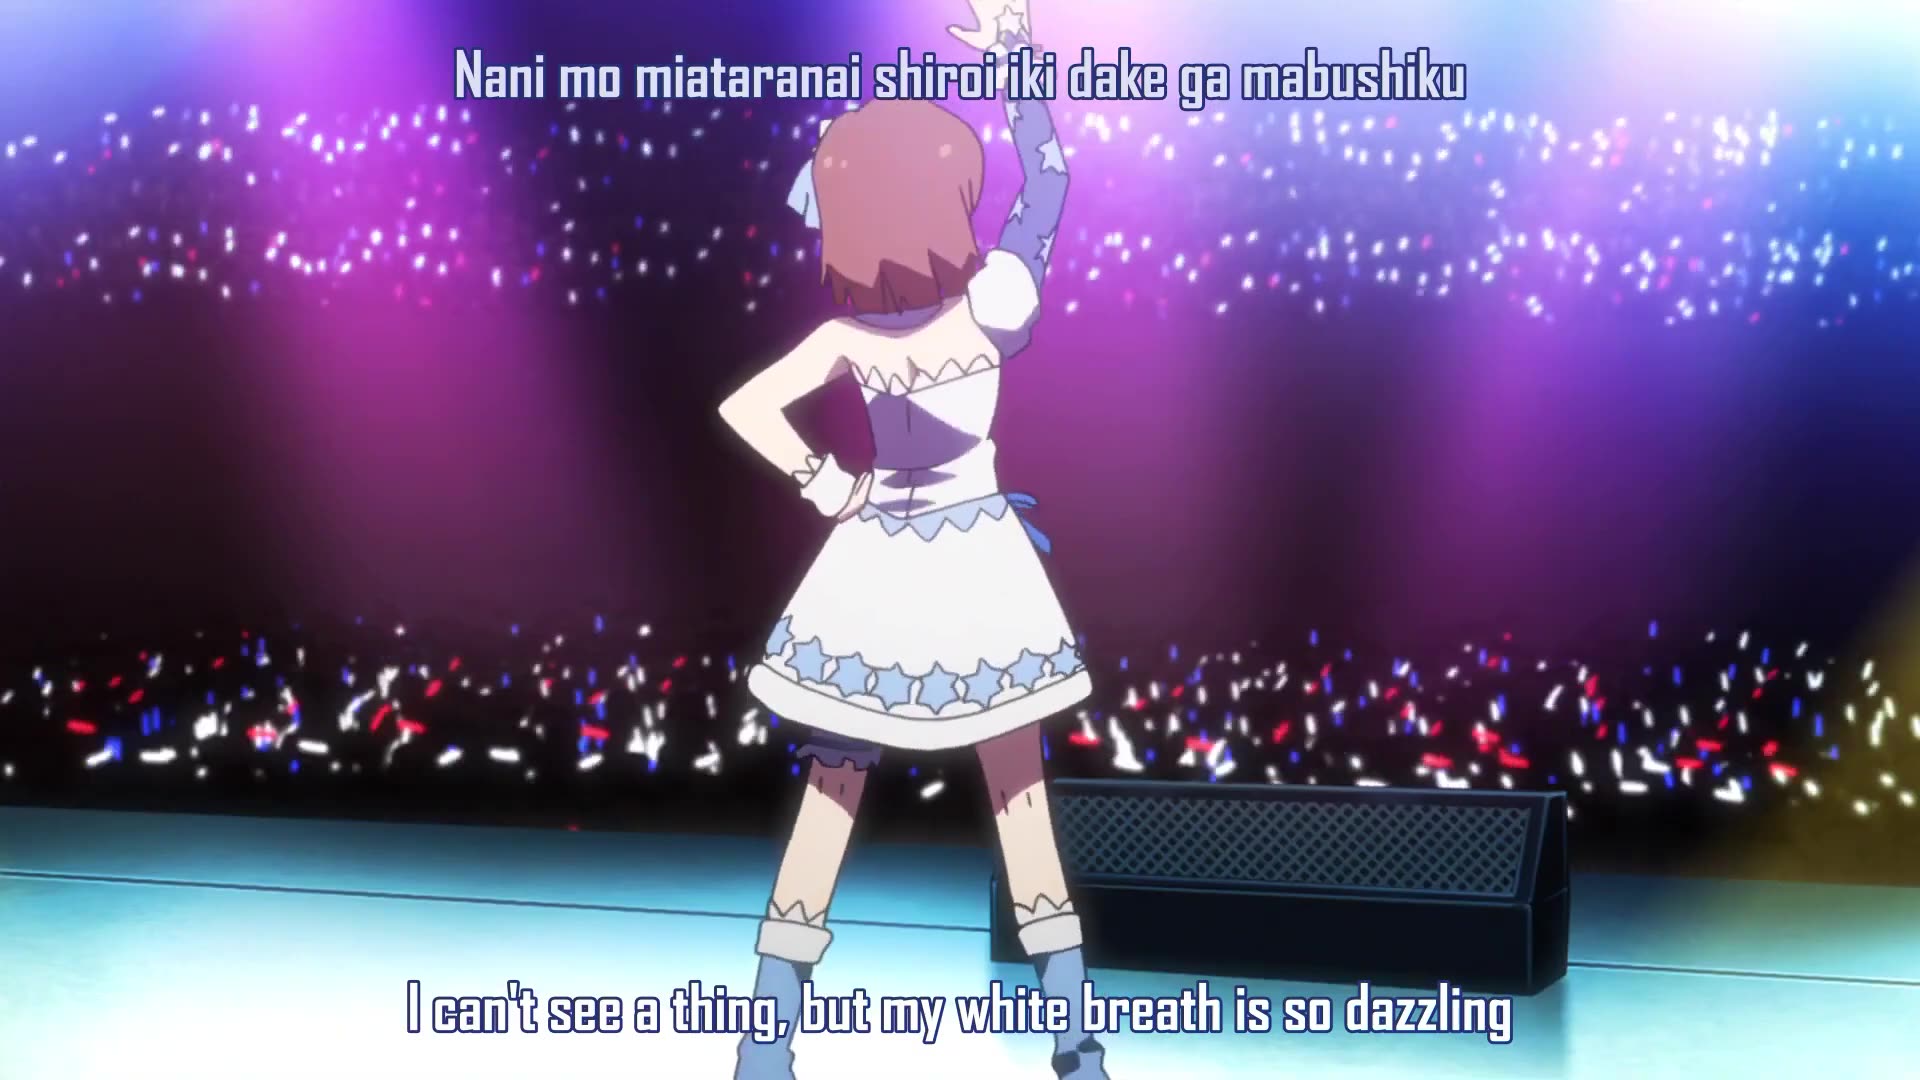 Nani mo miataranai shiroi iki dake ga mabushiku
I can't see a thing, but my white breath is so dazzling